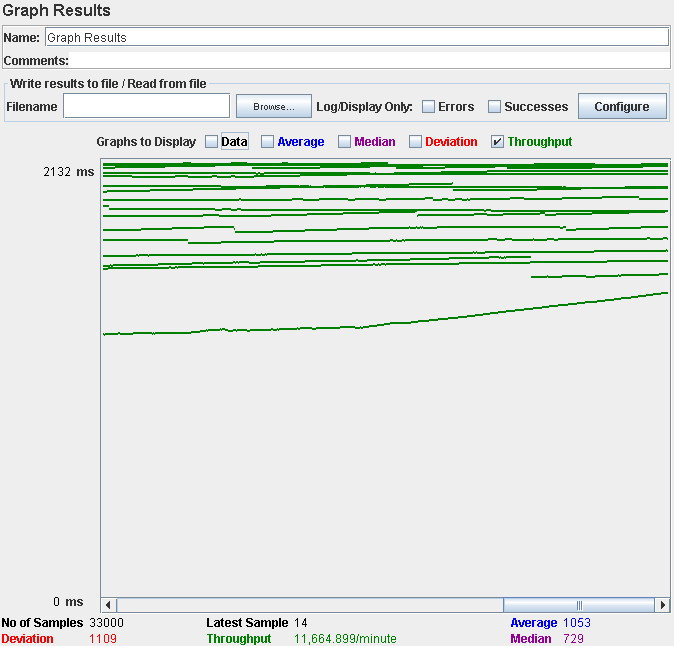 Graph Results
Name: Graph Results
Comments:
Write results to file / Read from file
Filename Browse... Log/Display Only: Errors Successes Configure
Graphs to Display Data Average Median Deviation Throughput
2132 ms
0 ms
No of Samples 33000 Latest Sample 14 Average 1053
Deviation 1109 Throughput 11,664.899/minute Median 729